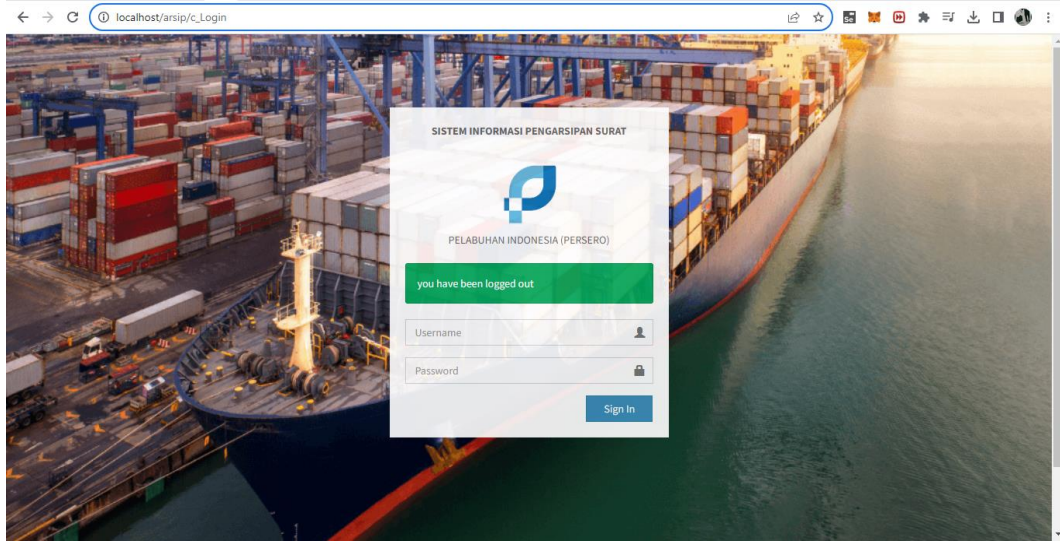 localhost/arsip/c_Login
SISTEM INFORMASI PENGARSIPAN SURAT
PELABUHAN INDONESIA (PERSERO)
you have been logged out
Username
Password
Sign In